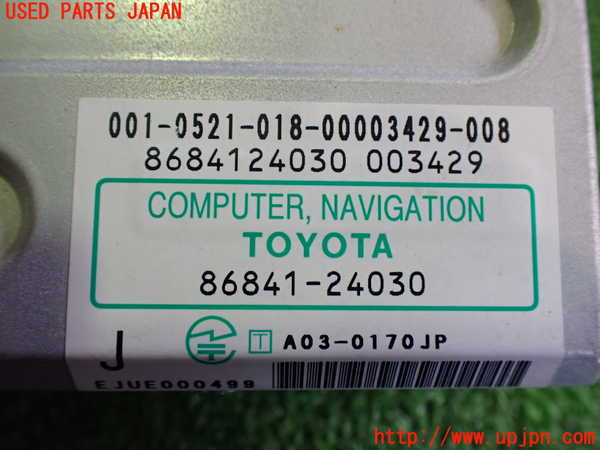 USED PARTS JAPAN
001-0521-018-00003429-008
8684124030 003429
COMPUTER, NAVIGATION
TOYOTA
86841-24030
J T A03-0170JP
EJUE000499
http://www.upjpn.com/